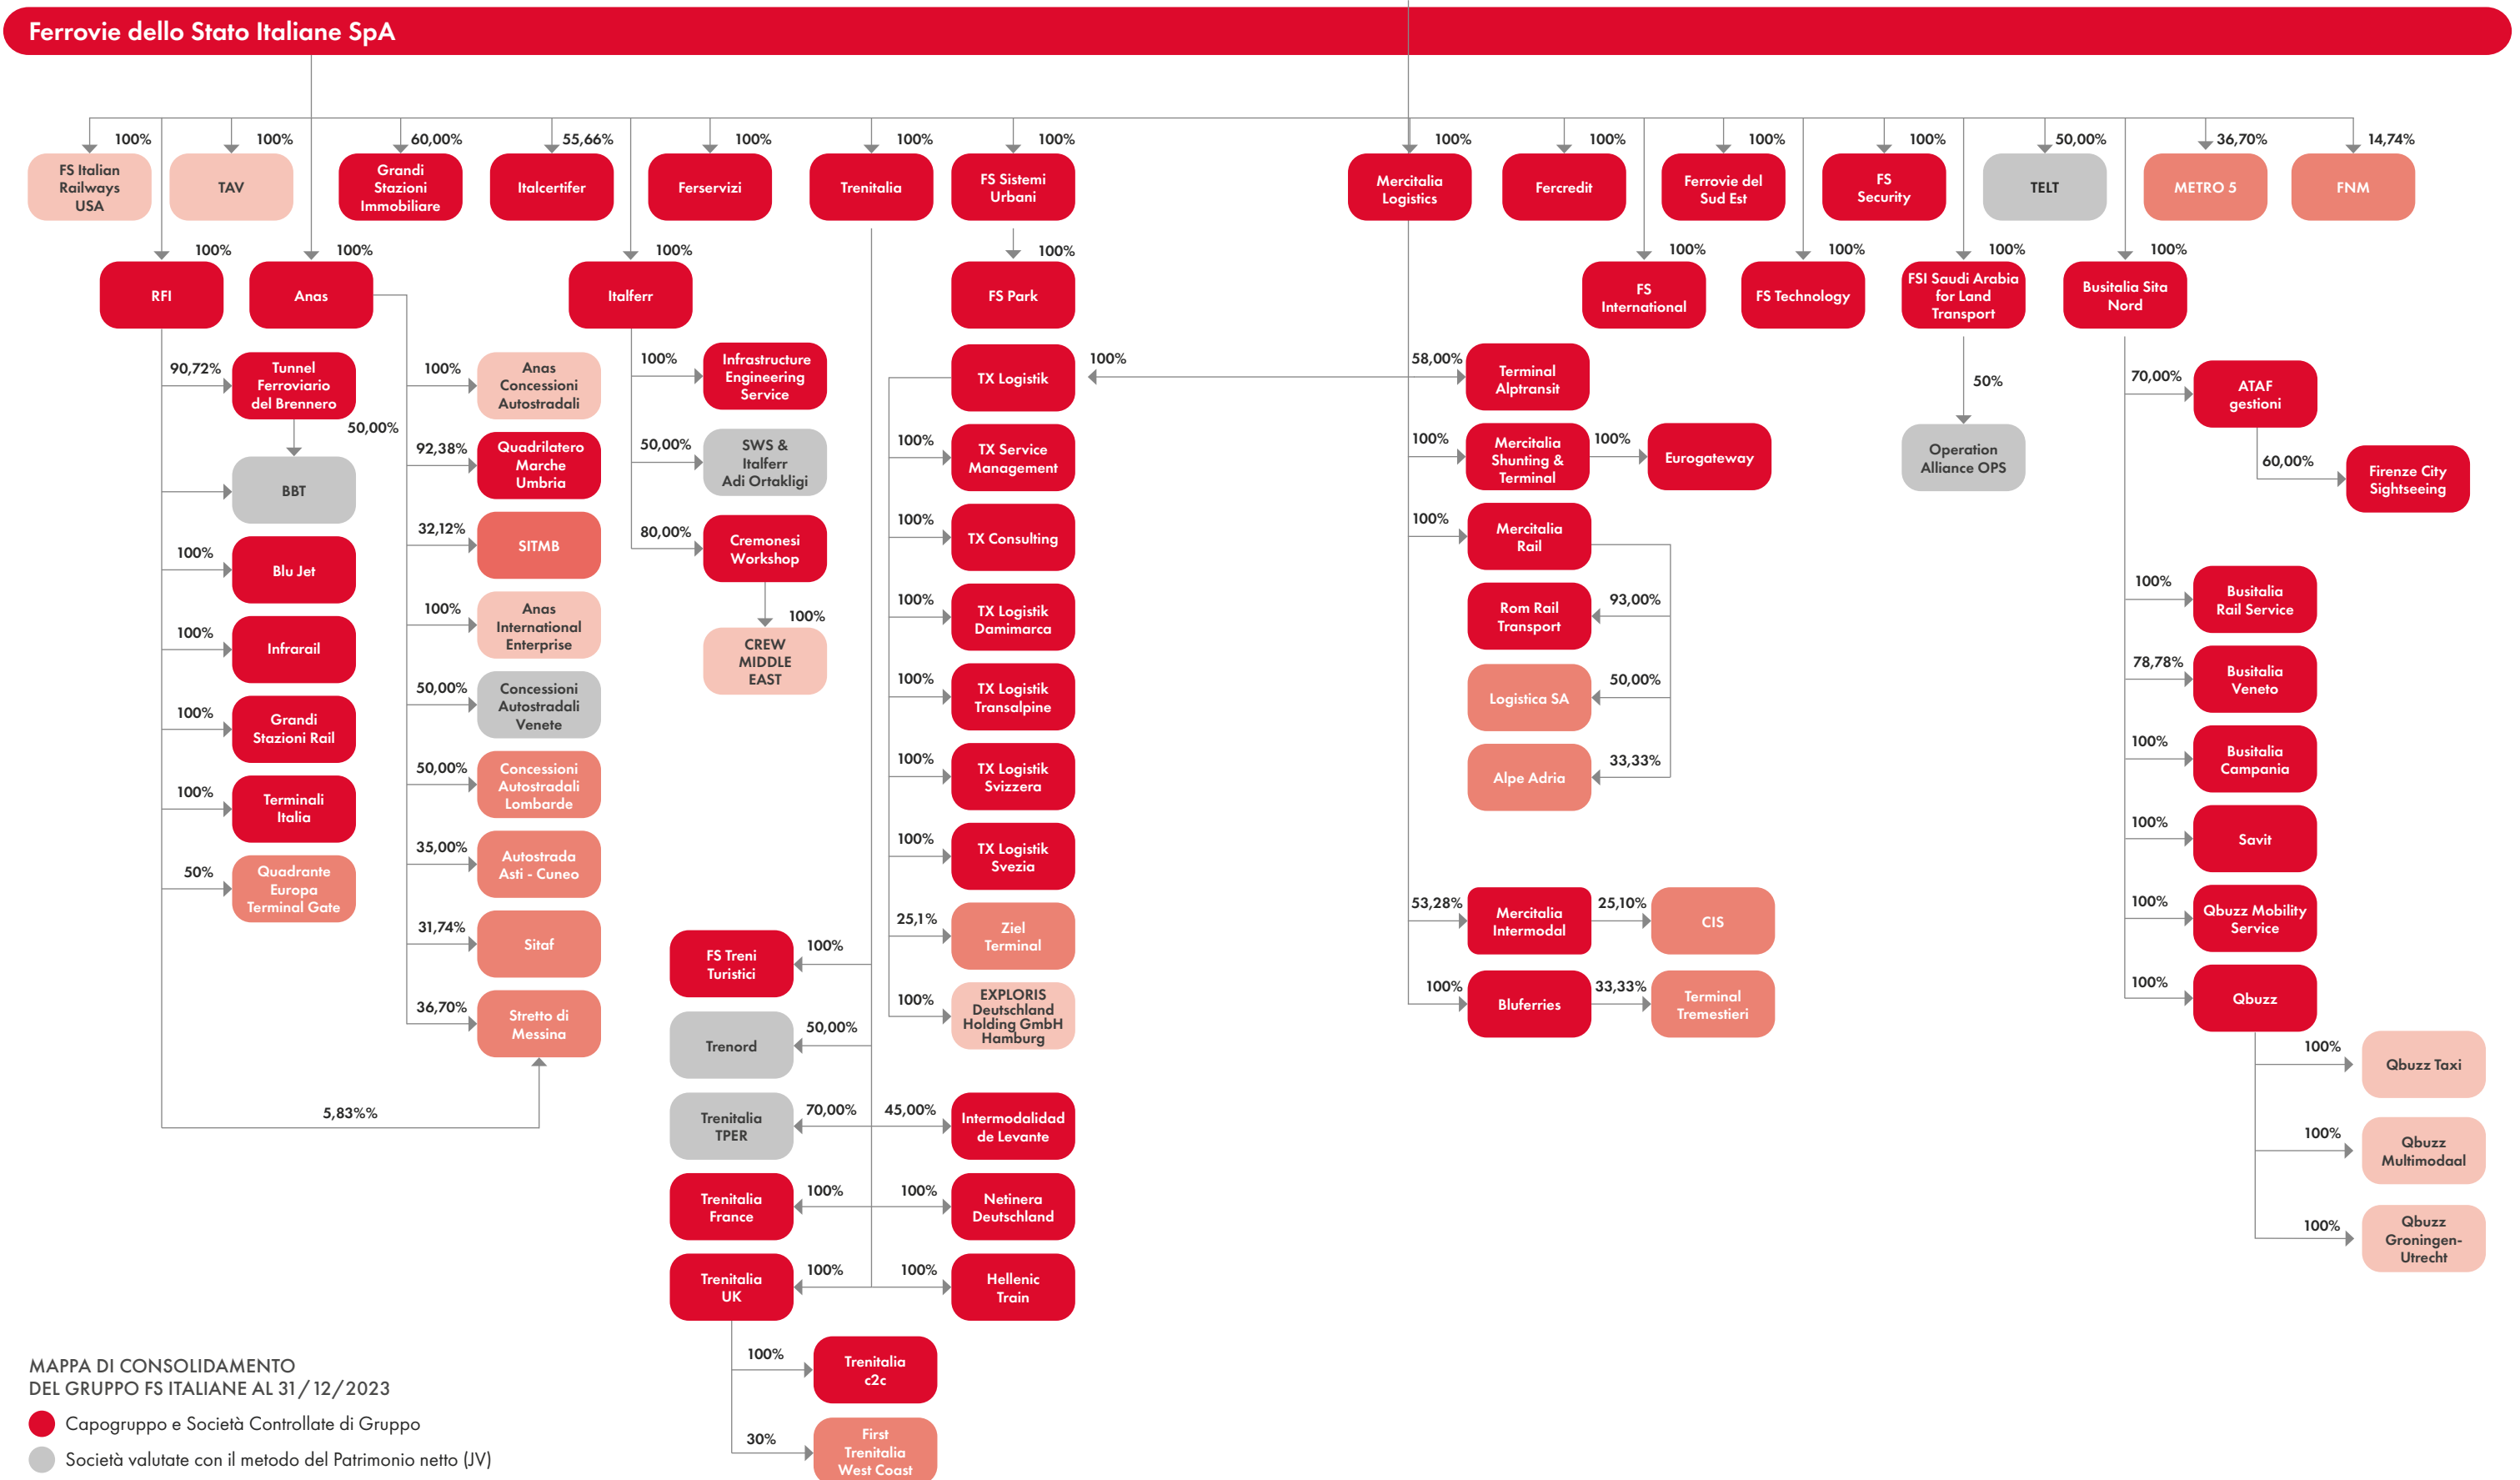 Ferrovie dello Stato Italiane SpA
100%
100%
60,00%
55,66%
100%
100%
100%
100%
100%
100%
100%
50,00%
36,70%
14,74%
FS Italian
Railways
USA
TAV
Grandi
Stazioni
Immobiliare
Italcertifer
Ferservizi
Trenitalia
FS Sistemi
Urbani
Mercitalia
Logistics
Fercredit
Ferrovie del
Sud Est
FS
Security
TELT
METRO 5
FNM
100%
100%
100%
100%
100%
100%
100%
100%
RFI
Anas
Italferr
FS Park
FS
International
FS Technology
FSI Saudi Arabia
for Land
Transport
Busitalia Sita
Nord
90,72%
Tunnel
Ferroviario
del Brennero
50,00%
BBT
100%
Blu Jet
100%
Infrarail
100%
Grandi
Stazioni Rail
100%
Terminali
Italia
50%
Quadrante
Europa
Terminal Gate
5,83%%
100%
Anas
Concessioni
Autostradali
92,38%
Quadrilatero
Marche
Umbria
32,12%
SITMB
100%
Anas
International
Enterprise
50,00%
Concessioni
Autostradali
Venete
50,00%
Concessioni
Autostradali
Lombarde
35,00%
Autostrada
Asti - Cuneo
31,74%
Sitaf
36,70%
Stretto di
Messina
100%
Infrastructure
Engineering
Service
50,00%
SWS &
Italferr
Adi Ortakligi
80,00%
Cremonesi
Workshop
100%
CREW
MIDDLE
EAST
100%
FS Treni
Turistici
50,00%
Trenord
70,00%
Trenitalia
TPER
45,00%
Intermodalidad
de Levante
100%
Trenitalia
France
100%
Netinera
Deutschland
100%
Trenitalia
UK
100%
Hellenic
Train
100%
Trenitalia
c2c
30%
First
Trenitalia
West Coast
TX Logistik
100%
100%
TX Service
Management
100%
TX Consulting
100%
TX Logistik
Damimarca
100%
TX Logistik
Transalpine
100%
TX Logistik
Svizzera
100%
TX Logistik
Svezia
25,1%
Ziel
Terminal
100%
EXPLORIS
Deutschland
Holding GmbH
Hamburg
58,00%
Terminal
Alptransit
100%
Mercitalia
Shunting &
Terminal
100%
Eurogateway
100%
Mercitalia
Rail
93,00%
Rom Rail
Transport
50,00%
Logistica SA
33,33%
Alpe Adria
53,28%
Mercitalia
Intermodal
25,10%
CIS
100%
Bluferries
33,33%
Terminal
Tremestieri
50%
Operation
Alliance OPS
70,00%
ATAF
gestioni
60,00%
Firenze City
Sightseeing
100%
Busitalia
Rail Service
78,78%
Busitalia
Veneto
100%
Busitalia
Campania
100%
Savit
100%
Qbuzz Mobility
Service
100%
Qbuzz
100%
Qbuzz Taxi
100%
Qbuzz
Multimodaal
100%
Qbuzz
Groningen-
Utrecht
MAPPA DI CONSOLIDAMENTO
DEL GRUPPO FS ITALIANE AL 31/12/2023
Capogruppo e Società Controllate di Gruppo
Società valutate con il metodo del Patrimonio netto (JV)